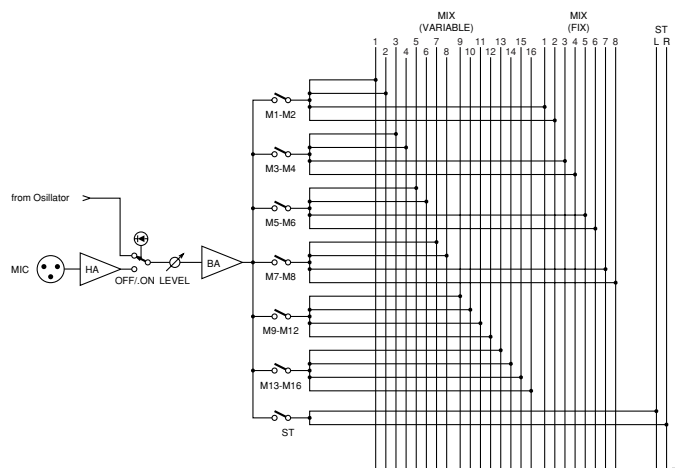 MIX
(VARIABLE)
MIX
(FIX)
ST
1 3 5 7 9 11 13 15 1 3 5 7 L R
2 4 6 8 10 12 14 16 2 4 6 8
M1-M2
M3-M4
from Osillator
M5-M6
MIC
HA
OFF/.ON
LEVEL
BA
M7-M8
M9-M12
M13-M16
ST